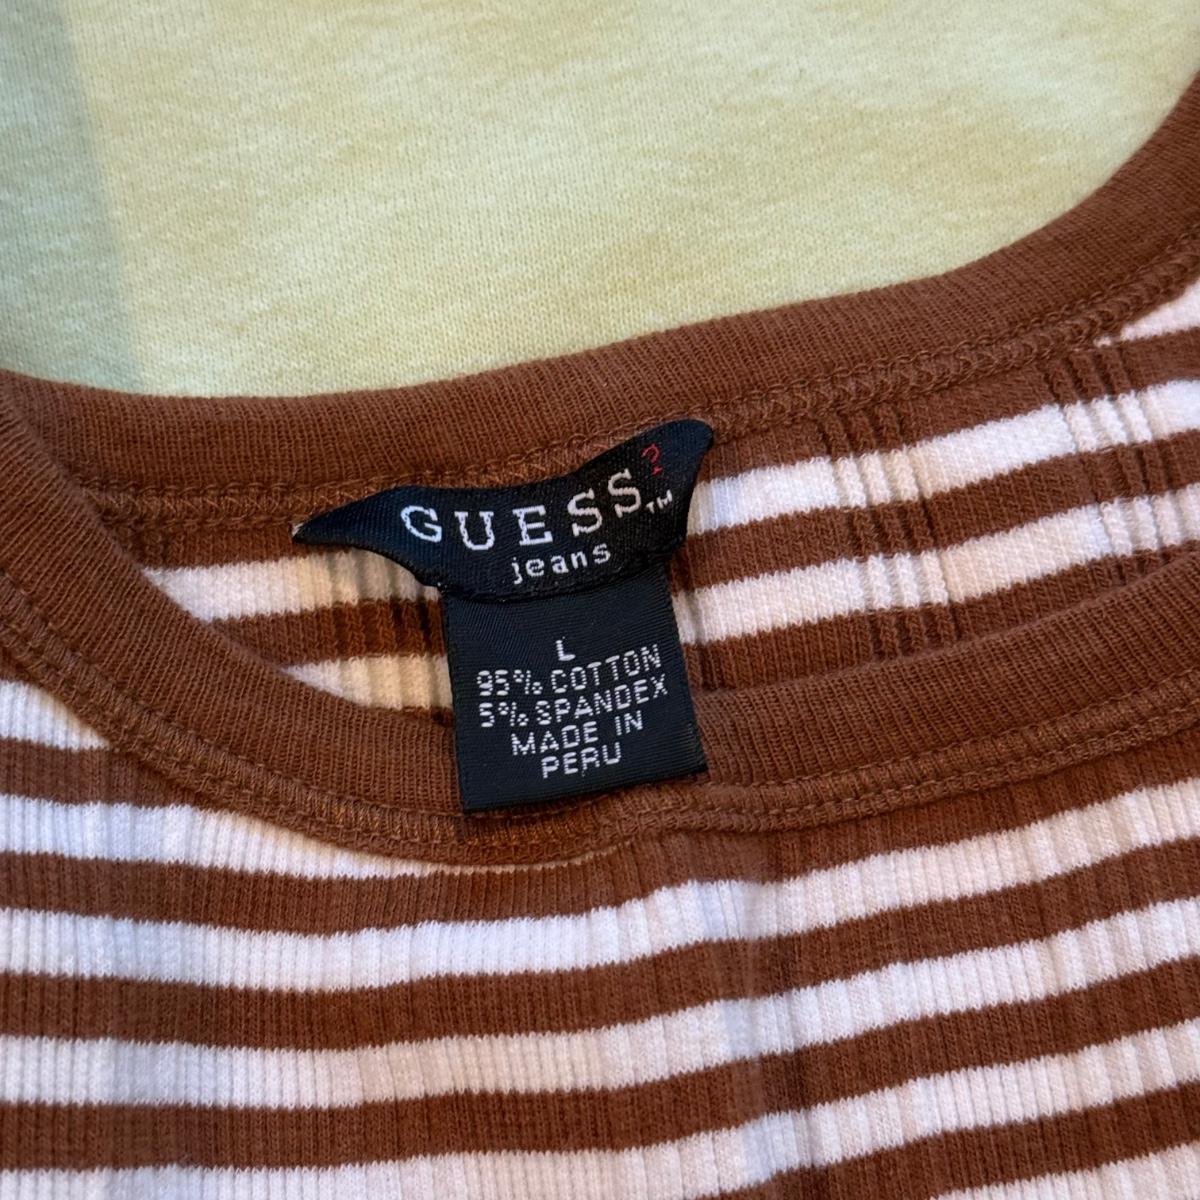 GUESS?™
jeans
L
95% COTTON
5% SPANDEX
MADE IN
PERU